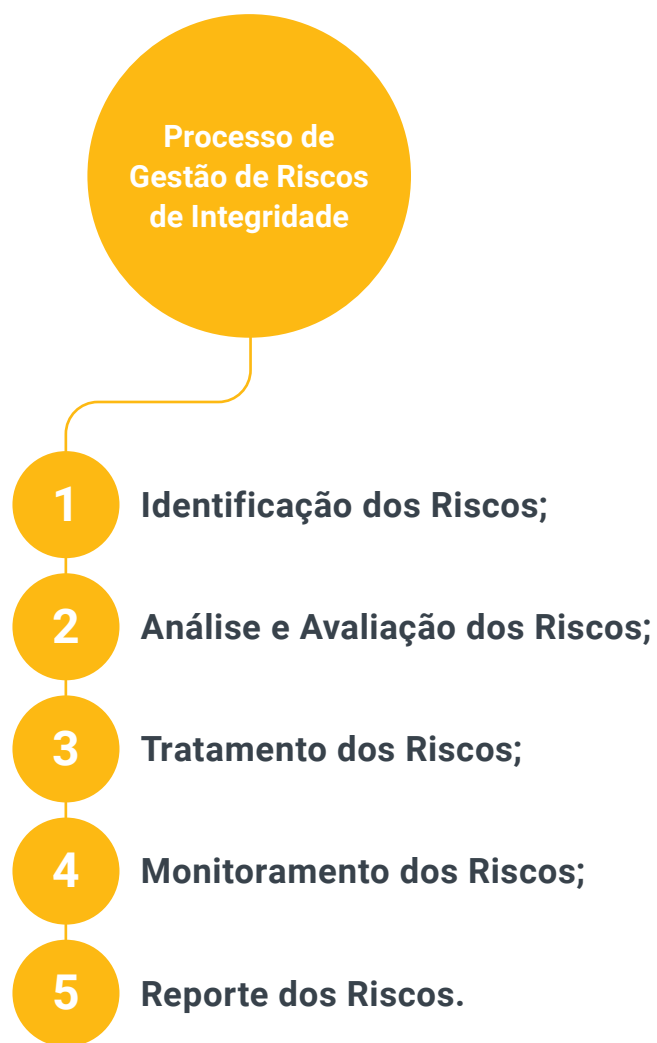 Processo de
Gestão de Riscos
de Integridade
1 Identificação dos Riscos;
2 Análise e Avaliação dos Riscos;
3 Tratamento dos Riscos;
4 Monitoramento dos Riscos;
5 Reporte dos Riscos.